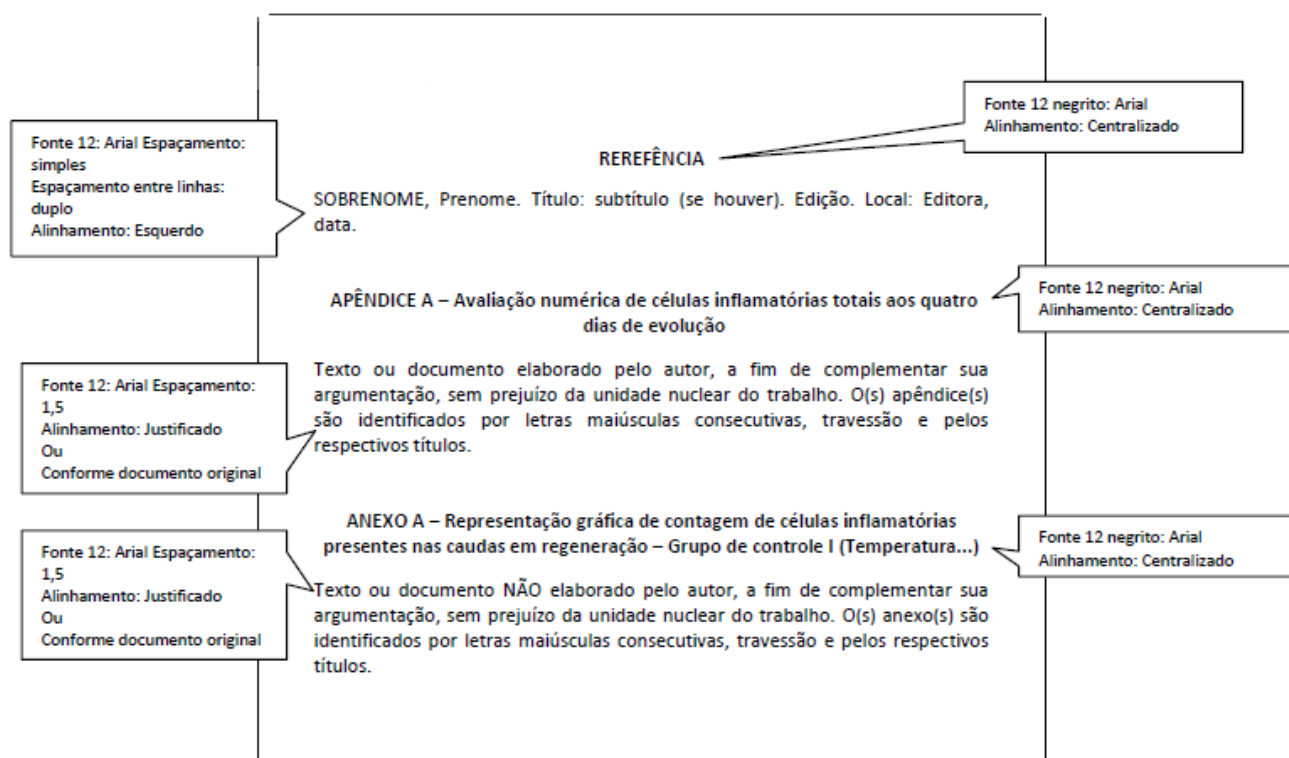 Fonte 12 negrito: Arial
Alinhamento: Centralizado
Fonte 12: Arial Espaçamento:
simples
Espaçamento entre linhas:
duplo
Alinhamento: Esquerdo
REREFÊNCIA
SOBRENOME, Prenome. Título: subtítulo (se houver). Edição. Local: Editora,
data.
APÊNDICE A – Avaliação numérica de células inflamatórias totais aos quatro
dias de evolução
Fonte 12 negrito: Arial
Alinhamento: Centralizado
Fonte 12: Arial Espaçamento:
1,5
Alinhamento: Justificado
Ou
Conforme documento original
Texto ou documento elaborado pelo autor, a fim de complementar sua
argumentação, sem prejuízo da unidade nuclear do trabalho. O(s) apêndice(s)
são identificados por letras maiúsculas consecutivas, travessão e pelos
respectivos títulos.
ANEXO A – Representação gráfica de contagem de células inflamatórias
presentes nas caudas em regeneração – Grupo de controle I (Temperatura...)
Fonte 12 negrito: Arial
Alinhamento: Centralizado
Fonte 12: Arial Espaçamento:
1,5
Alinhamento: Justificado
Ou
Conforme documento original
Texto ou documento NÃO elaborado pelo autor, a fim de complementar sua
argumentação, sem prejuízo da unidade nuclear do trabalho. O(s) anexo(s) são
identificados por letras maiúsculas consecutivas, travessão e pelos respectivos
títulos.